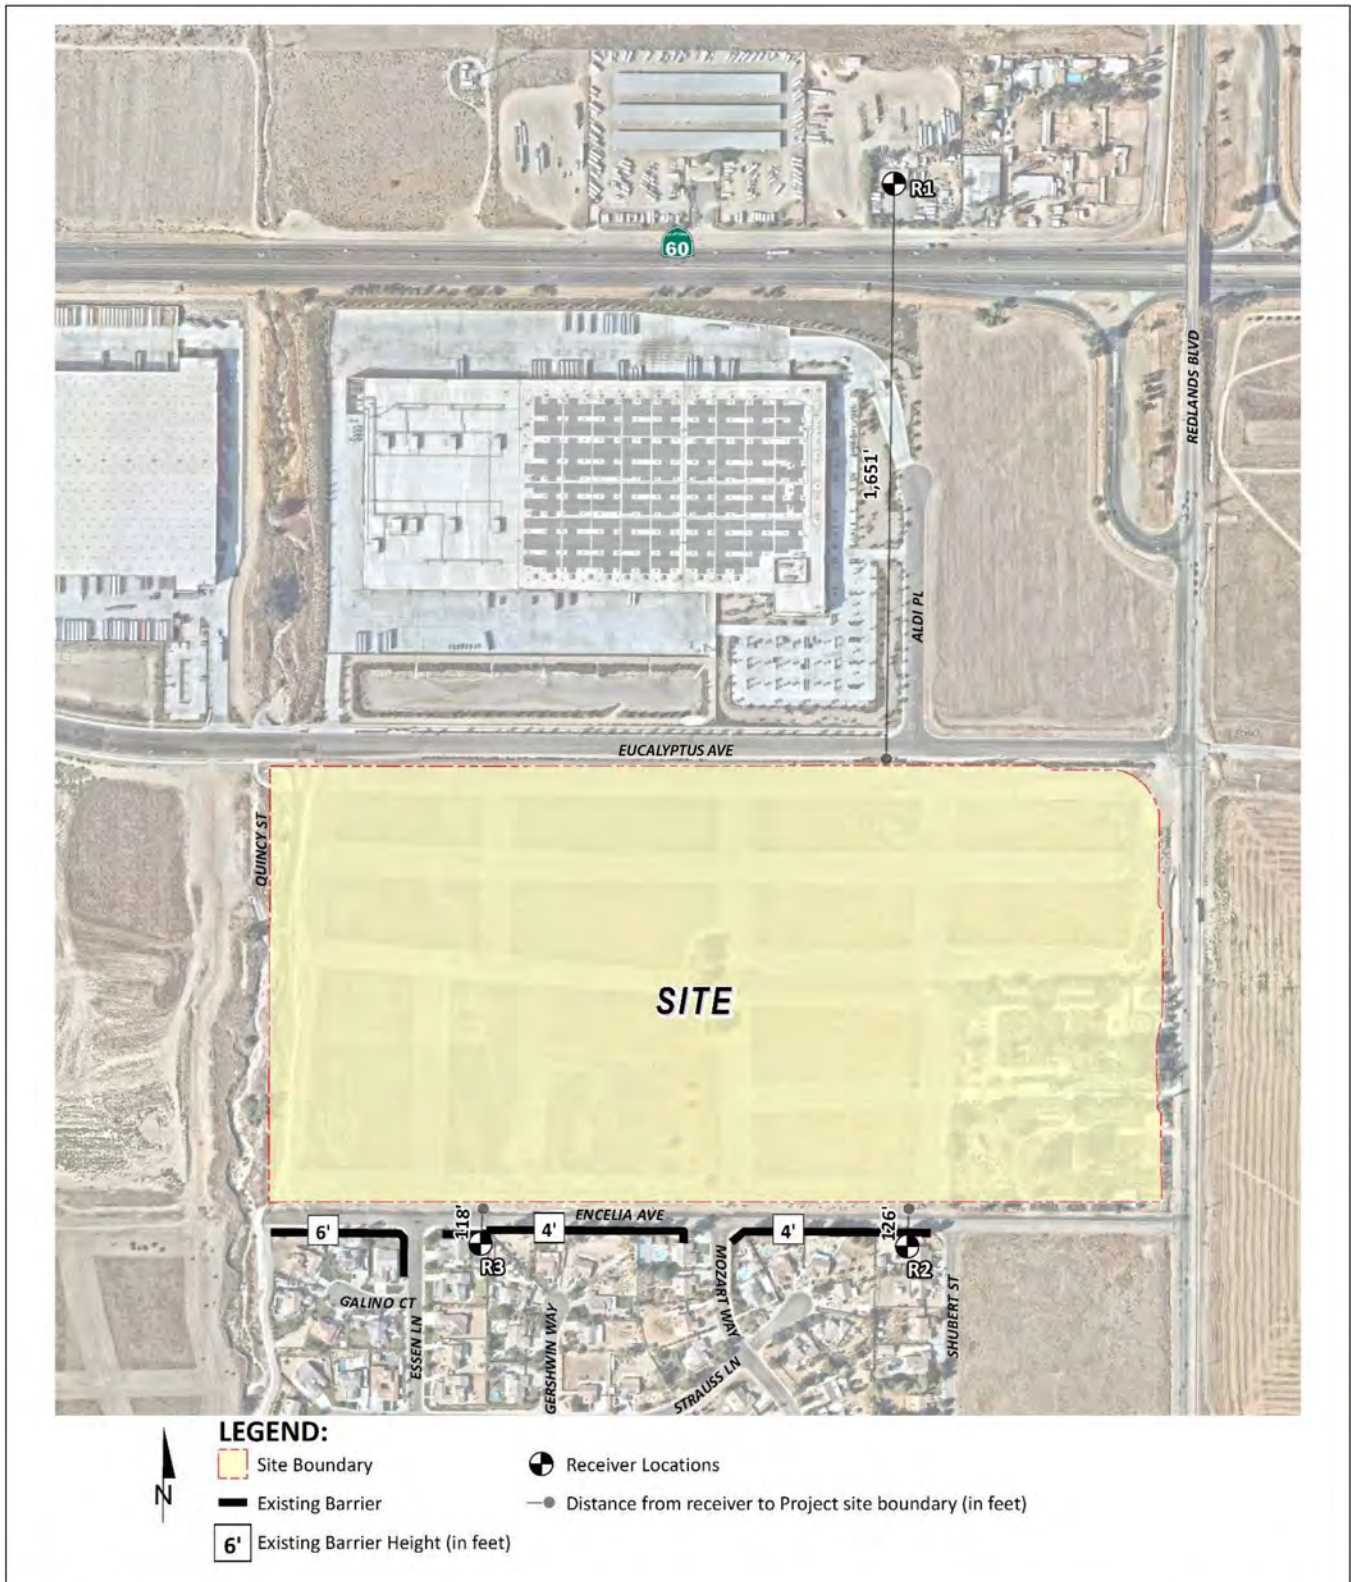 R1
CALIFORNIA
60
REDLANDS BLVD
1,651'
ALDI PL
EUCALYPTUS AVE
QUINCY ST
SITE
118'
ENCELIA AVE
126'
6'
4'
4'
R3
R2
GALINO CT
ESSEN LN
GERSHWIN WAY
MOZART WAY
STRAUSS LN
SHUBERT ST
LEGEND:
Site Boundary
Receiver Locations
N
Existing Barrier
Distance from receiver to Project site boundary (in feet)
6' Existing Barrier Height (in feet)